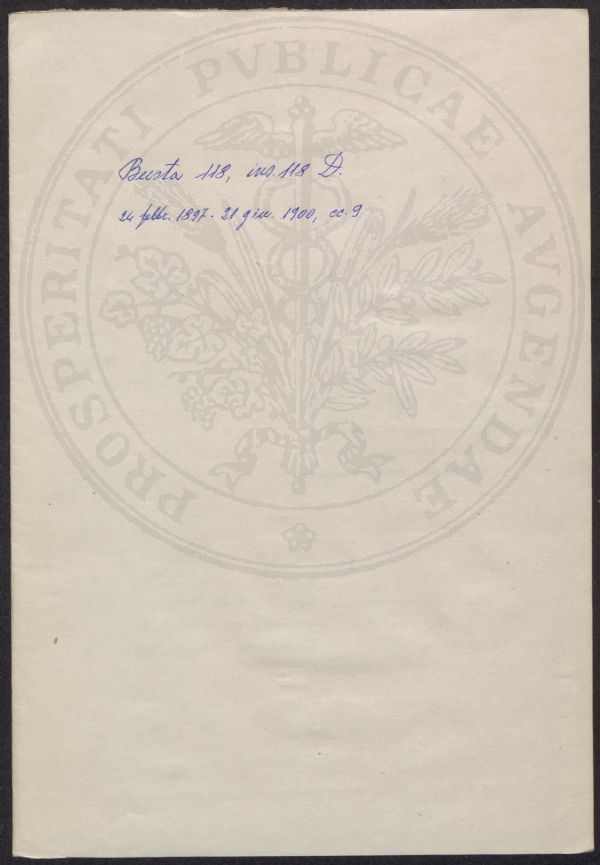 Busta 118, ins. 118 D.
24 febbr. 1897 - 21 giu. 1900, cc. 9
PROSPERITATI PVBLICAE AVGENDAE